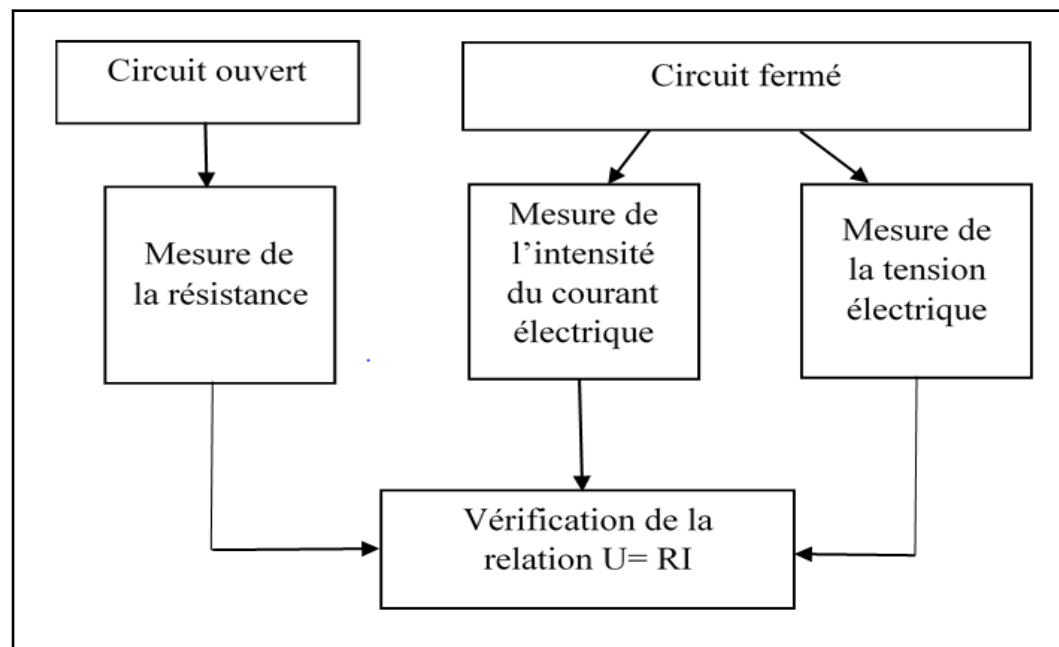 Circuit ouvert
Circuit fermé
Mesure de
la résistance
Mesure de
l’intensité
du courant
électrique
Mesure de
la tension
électrique
Vérification de la
relation U= RI